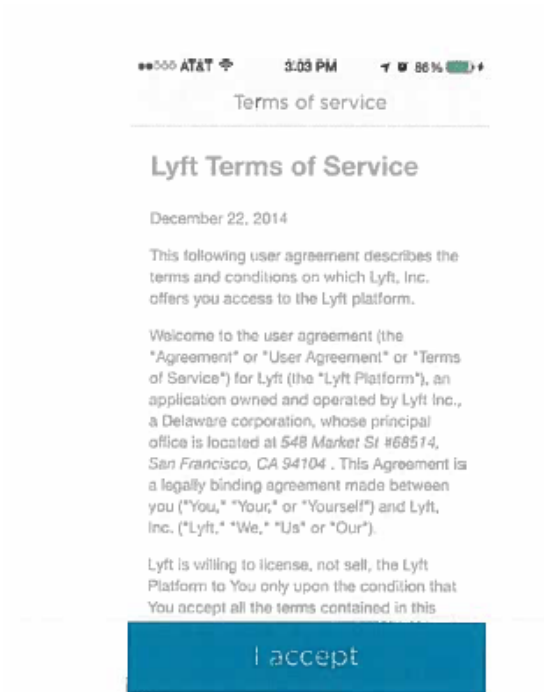 AT&T 3:03 PM 86%
Terms of service
Lyft Terms of Service
December 22, 2014
This following user agreement describes the
terms and conditions on which Lyft, Inc.
offers you access to the Lyft platform.
Welcome to the user agreement (the
"Agreement" or "User Agreement" or "Terms
of Service") for Lyft (the "Lyft Platform"), an
application owned and operated by Lyft Inc.,
a Delaware corporation, whose principal
office is located at 548 Market St #68514,
San Francisco, CA 94104 . This Agreement is
a legally binding agreement made between
you ("You," "Your," or "Yourself") and Lyft,
Inc. ("Lyft," "We," "Us" or "Our").
Lyft is willing to license, not sell, the Lyft
Platform to You only upon the condition that
You accept all the terms contained in this
I accept